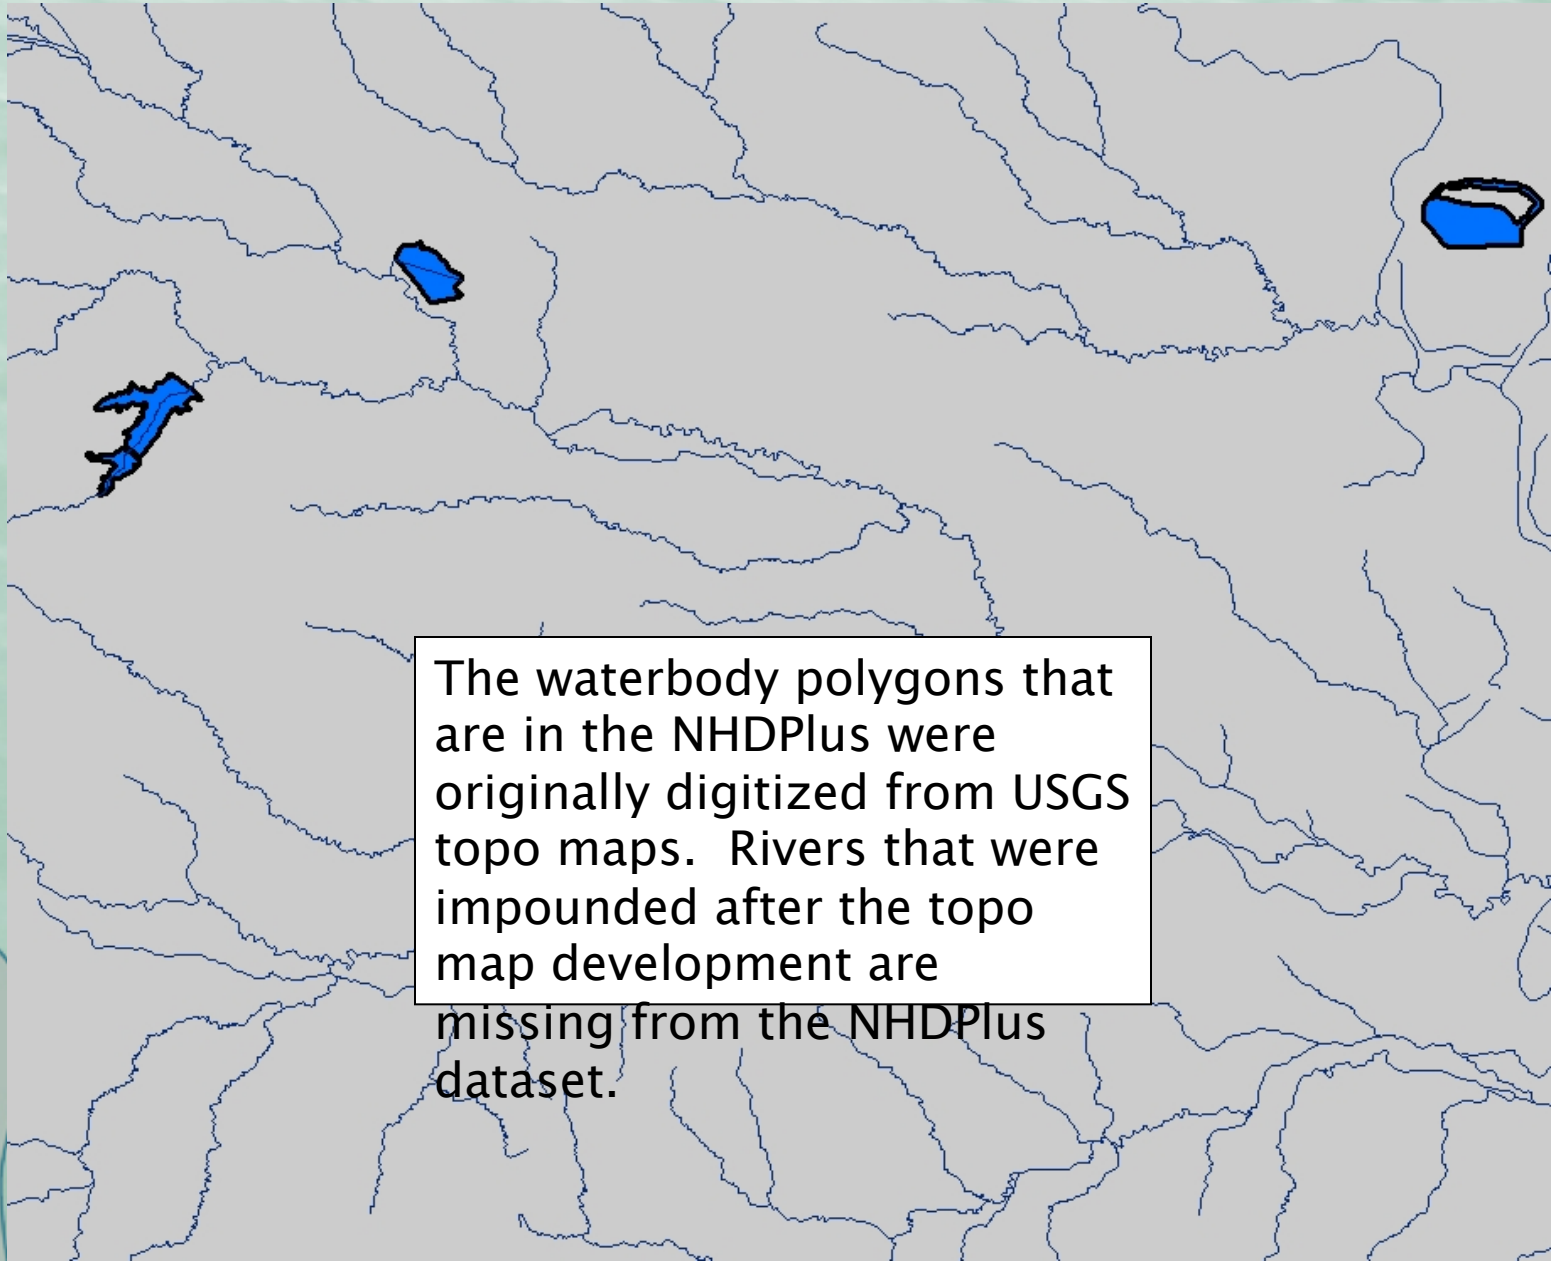 The waterbody polygons that
are in the NHDPlus were
originally digitized from USGS
topo maps.  Rivers that were
impounded after the topo
map development are
missing from the NHDPlus
dataset.